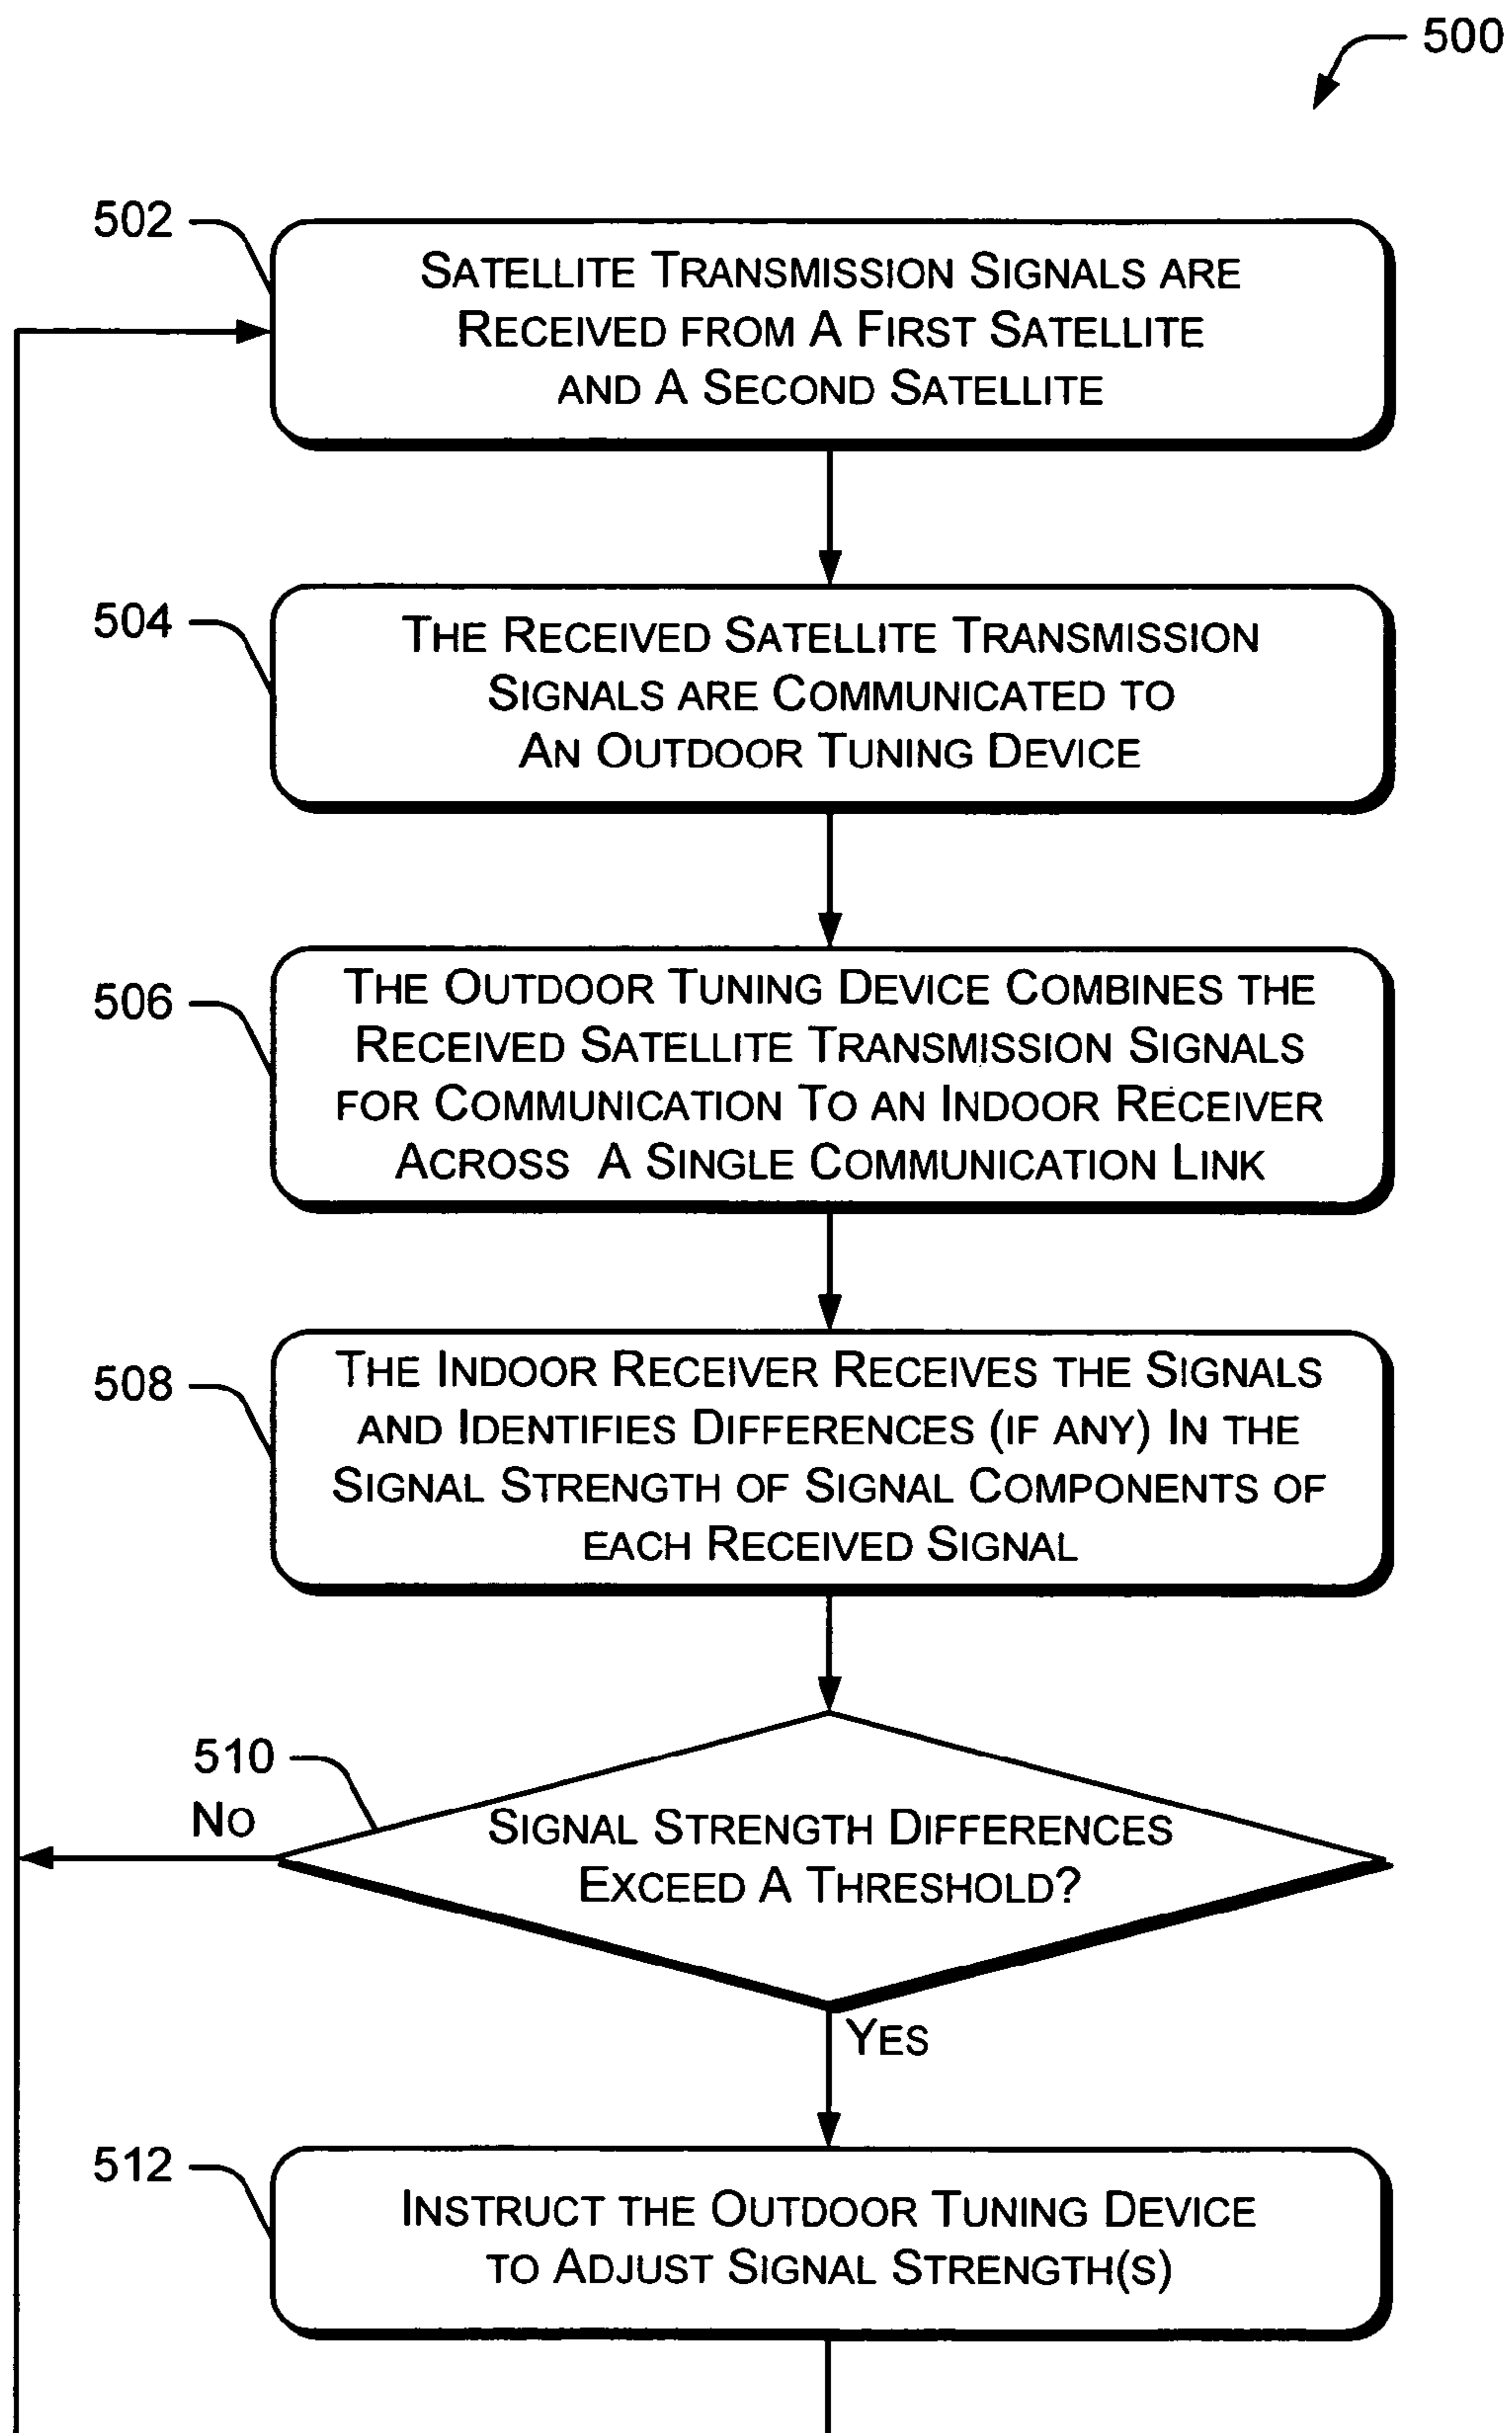 500
502
SATELLITE TRANSMISSION SIGNALS ARE
RECEIVED FROM A FIRST SATELLITE
AND A SECOND SATELLITE
504
THE RECEIVED SATELLITE TRANSMISSION
SIGNALS ARE COMMUNICATED TO
AN OUTDOOR TUNING DEVICE
506
THE OUTDOOR TUNING DEVICE COMBINES THE
RECEIVED SATELLITE TRANSMISSION SIGNALS
FOR COMMUNICATION TO AN INDOOR RECEIVER
ACROSS A SINGLE COMMUNICATION LINK
508
THE INDOOR RECEIVER RECEIVES THE SIGNALS
AND IDENTIFIES DIFFERENCES (IF ANY) IN THE
SIGNAL STRENGTH OF SIGNAL COMPONENTS OF
EACH RECEIVED SIGNAL
510
NO
SIGNAL STRENGTH DIFFERENCES
EXCEED A THRESHOLD?
YES
512
INSTRUCT THE OUTDOOR TUNING DEVICE
TO ADJUST SIGNAL STRENGTH(S)